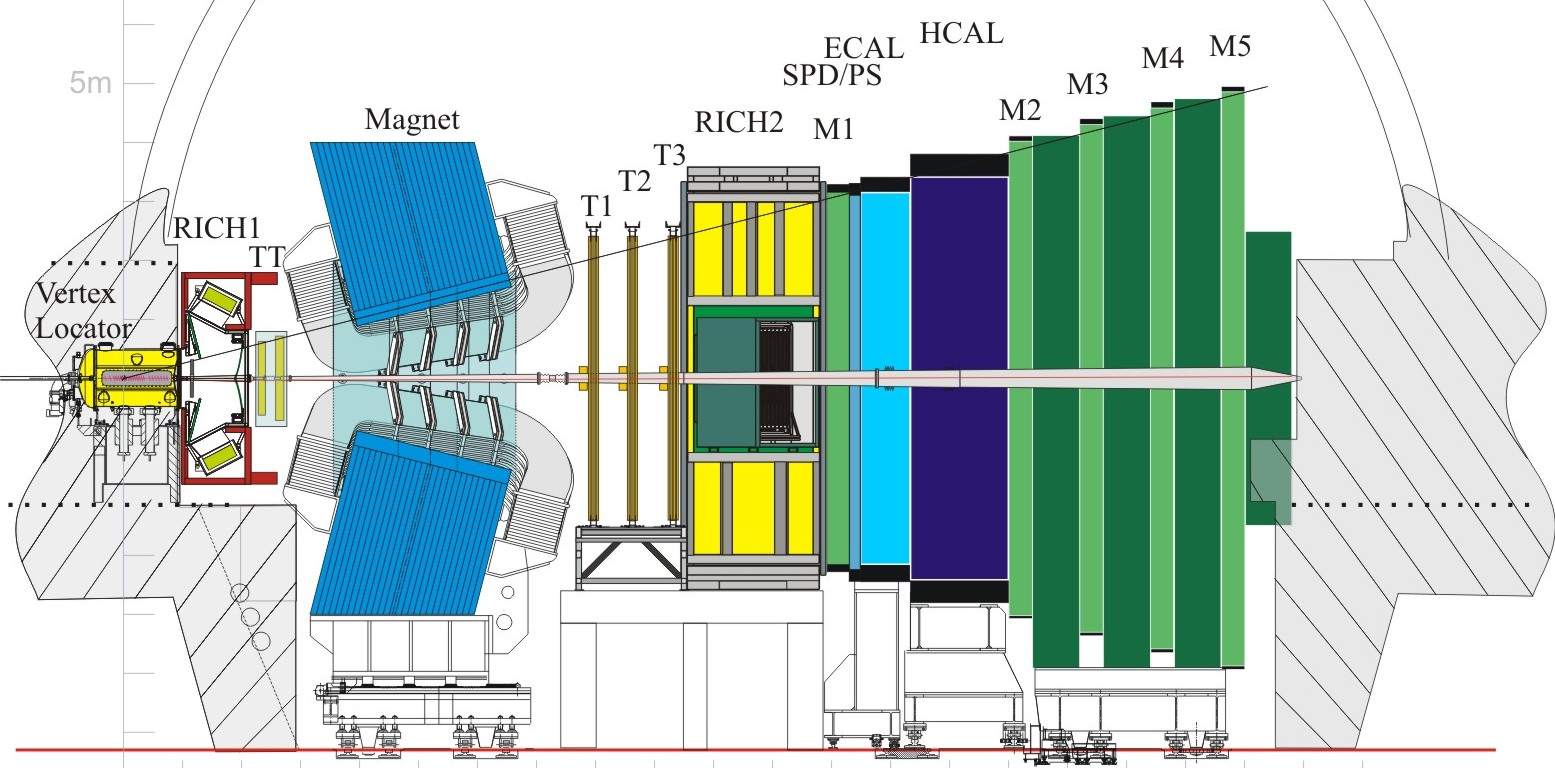 HCAL
ECAL
SPD/PS
M5
M4
M3
M2
5m
Magnet
RICH2
M1
T3
T2
T1
RICH1
TT
Vertex
Locator